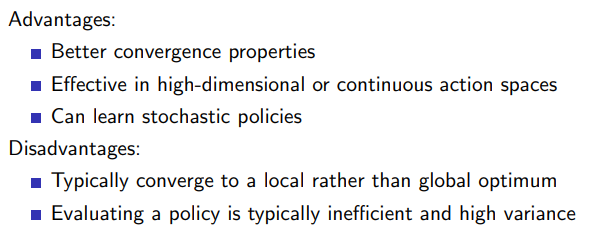 Advantages:
Better convergence properties
Effective in high-dimensional or continuous action spaces
Can learn stochastic policies
Disadvantages:
Typically converge to a local rather than global optimum
Evaluating a policy is typically inefficient and high variance